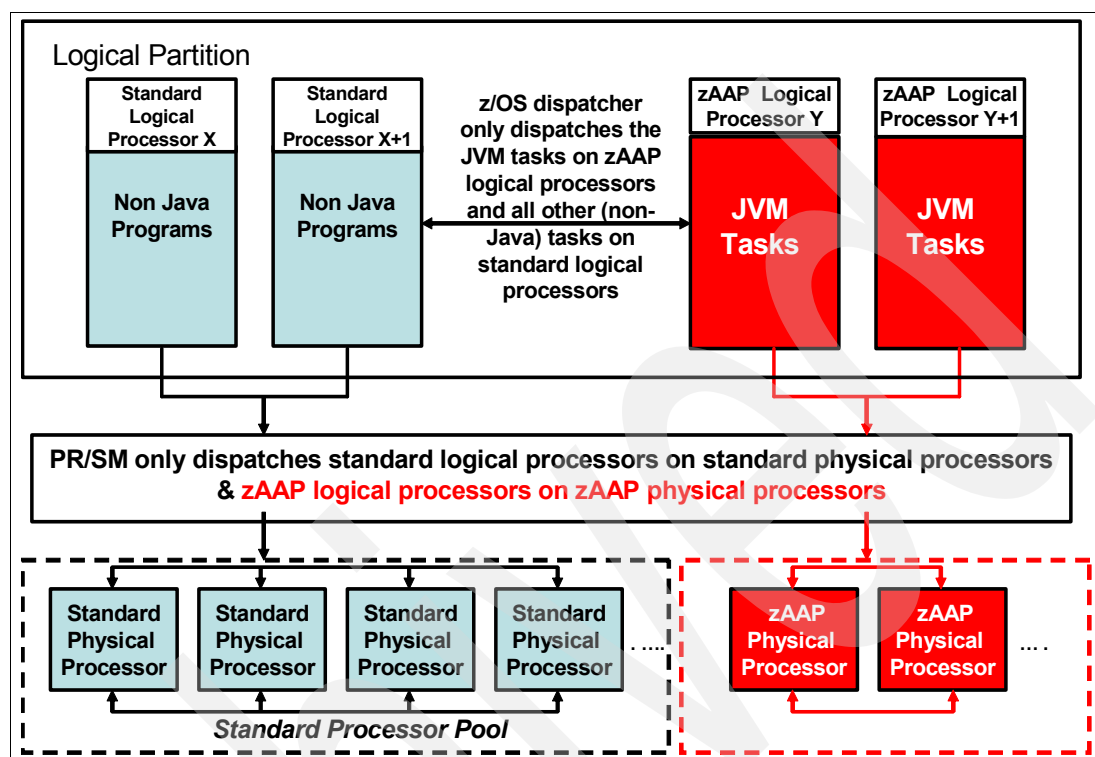 Logical Partition
Standard
Logical
Processor X
Non Java
Programs
Standard
Logical
Processor X+1
Non Java
Programs
z/OS dispatcher
only dispatches the
JVM tasks on zAAP
logical processors
and all other (non-
Java) tasks on
standard logical
processors
zAAP Logical
Processor Y
JVM
Tasks
zAAP Logical
Processor Y+1
JVM
Tasks
PR/SM only dispatches standard logical processors on standard physical processors
& zAAP logical processors on zAAP physical processors
Standard
Physical
Processor
Standard
Physical
Processor
Standard
Physical
Processor
Standard
Physical
Processor
. ....
Standard Processor Pool
zAAP
Physical
Processor
zAAP
Physical
Processor
... .